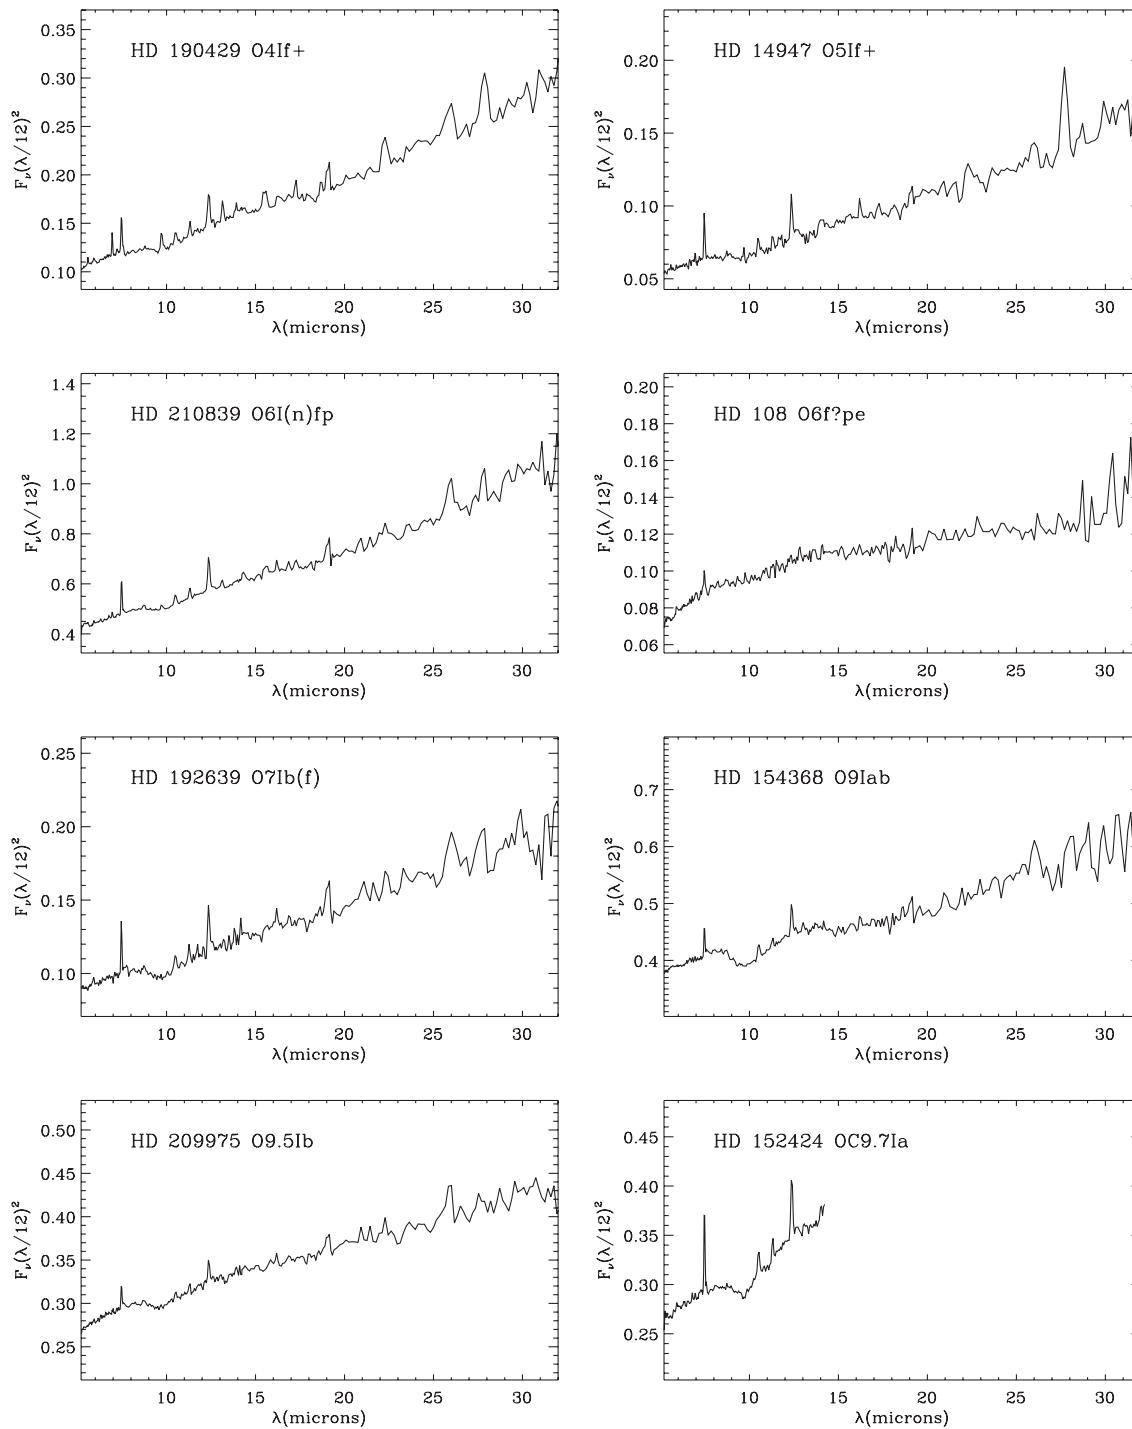 HD 190429 O4If+
0.35
0.30
0.25
0.20
0.15
0.10
Fν(λ/12)²
10 15 20 25 30
λ(microns)
HD 14947 O5If+
0.20
0.15
0.10
0.05
Fν(λ/12)²
10 15 20 25 30
λ(microns)
HD 210839 O6I(n)fp
1.4
1.2
1.0
0.8
0.6
0.4
Fν(λ/12)²
10 15 20 25 30
λ(microns)
HD 108 O6f?pe
0.20
0.18
0.16
0.14
0.12
0.10
0.08
0.06
Fν(λ/12)²
10 15 20 25 30
λ(microns)
HD 192639 O7Ib(f)
0.25
0.20
0.15
0.10
Fν(λ/12)²
10 15 20 25 30
λ(microns)
HD 154368 O9Iab
0.7
0.6
0.5
0.4
Fν(λ/12)²
10 15 20 25 30
λ(microns)
HD 209975 O9.5Ib
0.50
0.45
0.40
0.35
0.30
0.25
Fν(λ/12)²
10 15 20 25 30
λ(microns)
HD 152424 OC9.7Ia
0.45
0.40
0.35
0.30
0.25
Fν(λ/12)²
10 15 20 25 30
λ(microns)